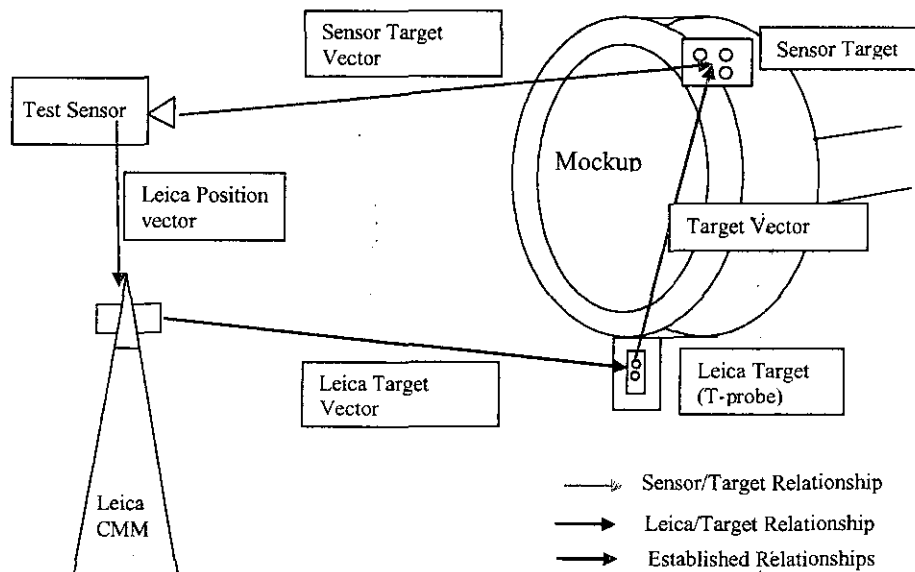 Sensor Target
Vector
Sensor Target
Test Sensor
Leica Position
vector
Mockup
Target Vector
Leica Target
Vector
Leica Target
(T-probe)
Leica
CMM
Sensor/Target Relationship
Leica/Target Relationship
Established Relationships